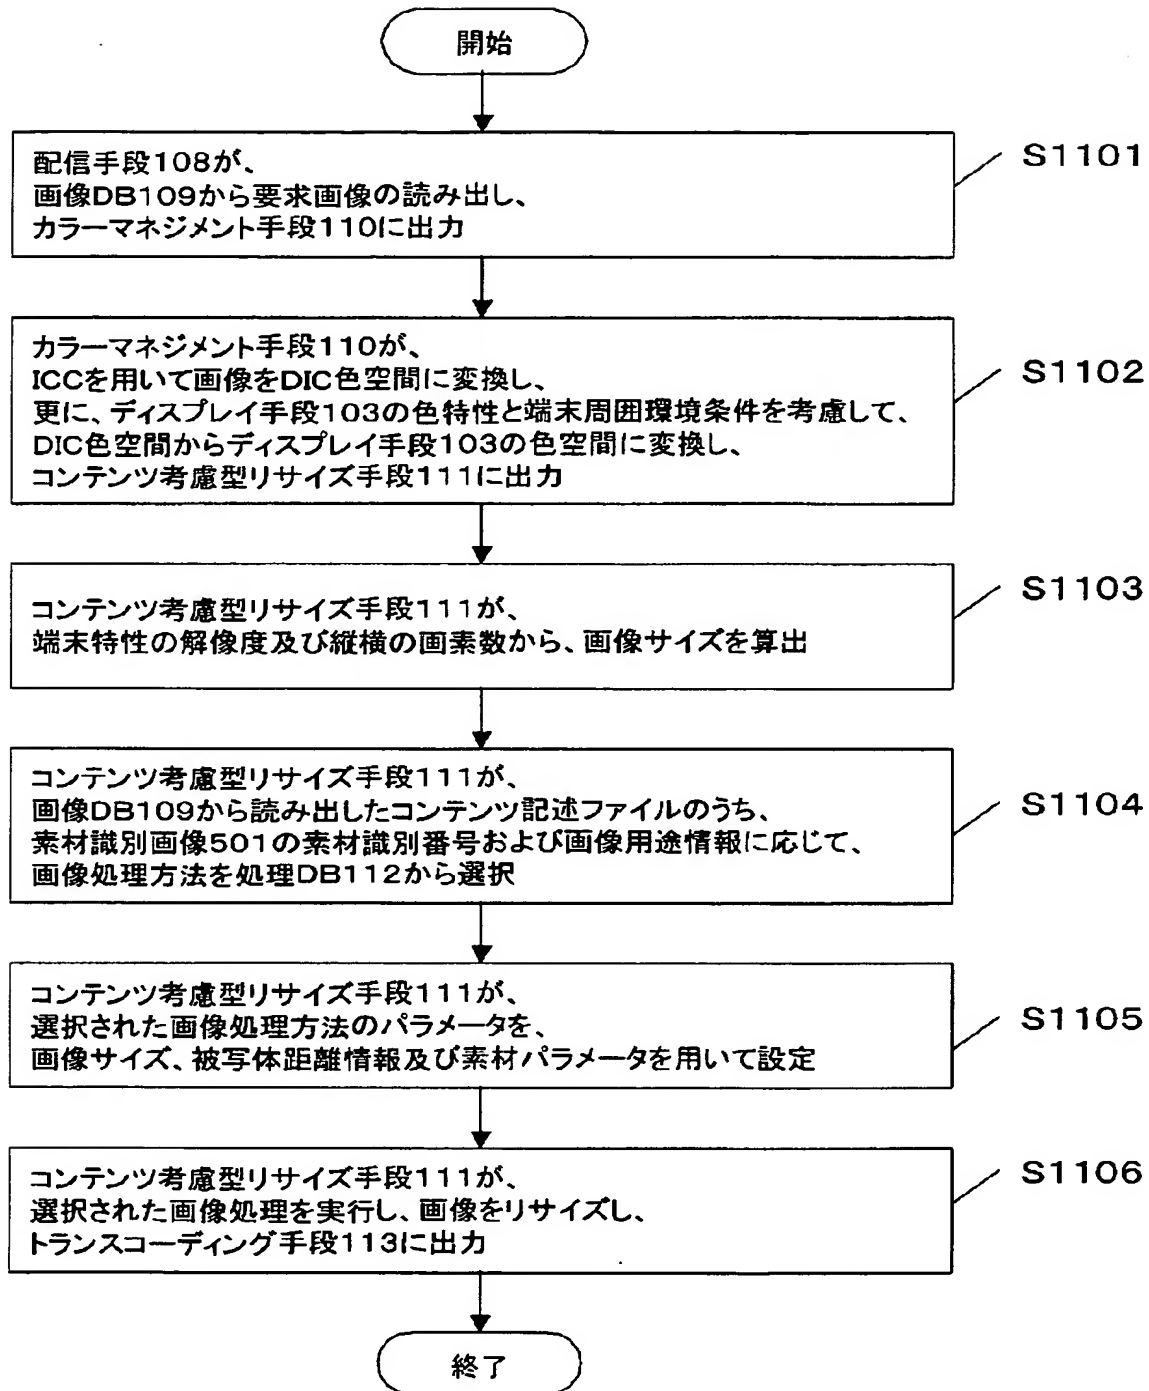 開始
配信手段108が、
画像DB109から要求画像の読み出し、
カラーマネジメント手段110に出力
S1101
カラーマネジメント手段110が、
ICCを用いて画像をDIC色空間に変換し、
更に、ディスプレイ手段103の色特性と端末周囲環境条件を考慮して、
DIC色空間からディスプレイ手段103の色空間に変換し、
コンテンツ考慮型リサイズ手段111に出力
S1102
コンテンツ考慮型リサイズ手段111が、
端末特性の解像度及び縦横の画素数から、画像サイズを算出
S1103
コンテンツ考慮型リサイズ手段111が、
画像DB109から読み出したコンテンツ記述ファイルのうち、
素材識別画像501の素材識別番号および画像用途情報に応じて、
画像処理方法を処理DB112から選択
S1104
コンテンツ考慮型リサイズ手段111が、
選択された画像処理方法のパラメータを、
画像サイズ、被写体距離情報及び素材パラメータを用いて設定
S1105
コンテンツ考慮型リサイズ手段111が、
選択された画像処理を実行し、画像をリサイズし、
トランスコーディング手段113に出力
S1106
終了